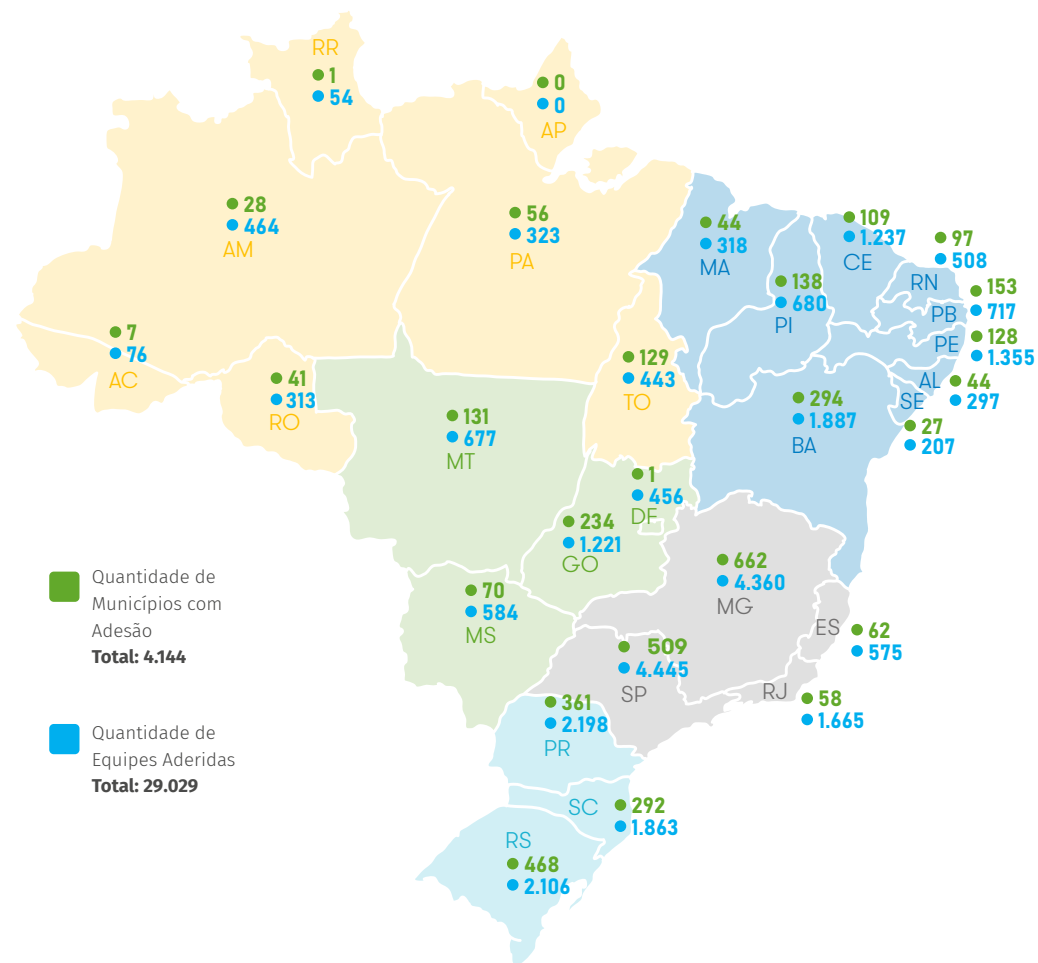 RR
1
54
0
0
AP
28
464
AM
56
323
PA
44
318
MA
109
1.237
CE
97
508
RN
138
680
PI
153
717
PB
128
1.355
PE
7
76
AC
41
313
RO
129
443
TO
44
297
AL
27
207
SE
294
1.887
BA
131
677
MT
1
456
DF
234
1.221
GO
662
4.360
MG
70
584
MS
62
575
ES
509
4.445
SP
58
1.665
RJ
361
2.198
PR
292
1.863
SC
RS
468
2.106
Quantidade de
Municípios com
Adesão
Total: 4.144
Quantidade de
Equipes Aderidas
Total: 29.029